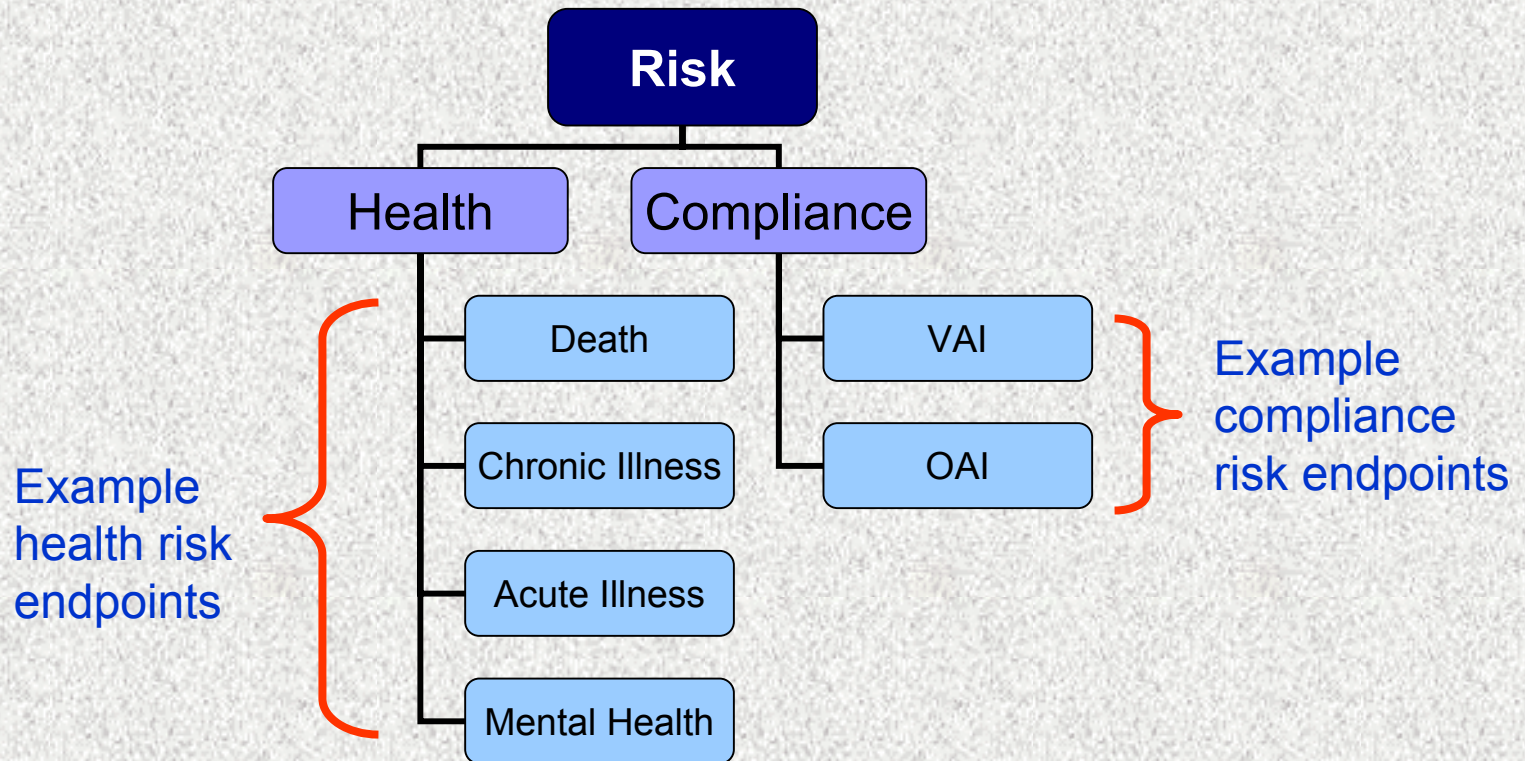 Risk
Health
Compliance
Death
VAI
Chronic Illness
OAI
Acute Illness
Mental Health
Example
health risk
endpoints
Example
compliance
risk endpoints